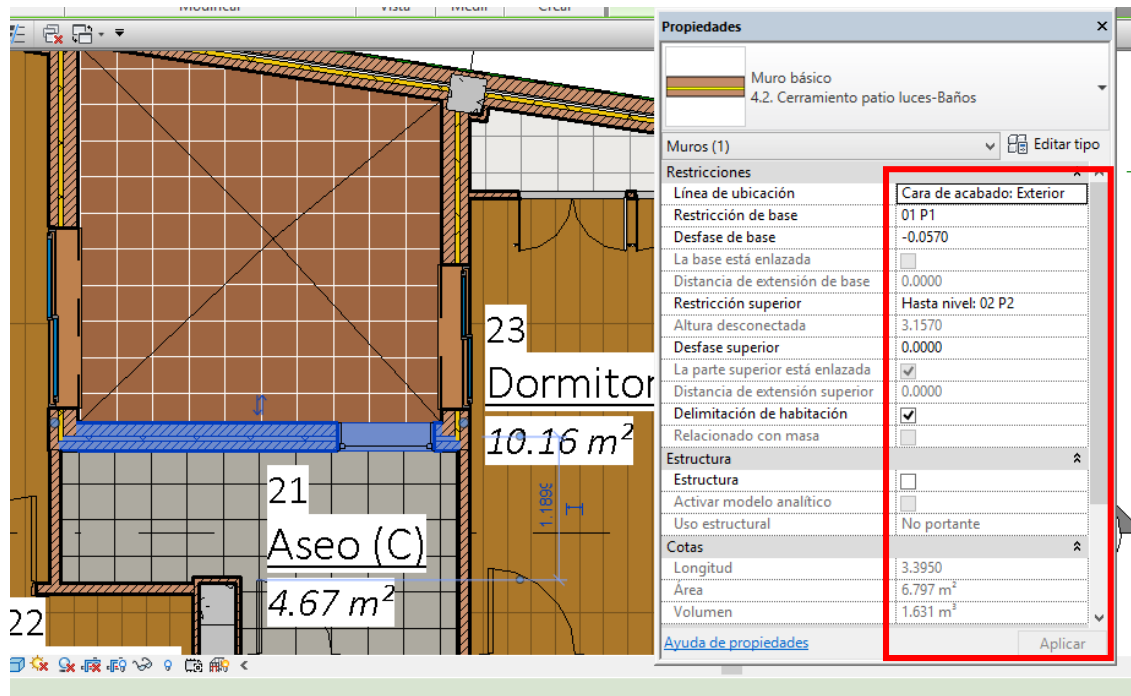 Modificar Vista Medir Crear
Propiedades
Muro básico
4.2. Cerramiento patio luces-Baños
Muros (1) Editar tipo
Restricciones
Línea de ubicación Cara de acabado: Exterior
Restricción de base 01 P1
Desfase de base -0.0570
La base está enlazada
Distancia de extensión de base 0.0000
Restricción superior Hasta nivel: 02 P2
Altura desconectada 3.1570
Desfase superior 0.0000
La parte superior está enlazada
Distancia de extensión superior 0.0000
Delimitación de habitación
Relacionado con masa
Estructura
Estructura
Activar modelo analítico
Uso estructural No portante
Cotas
Longitud 3.3950
Área 6.797 m²
Volumen 1.631 m³
Ayuda de propiedades Aplicar
23
Dormitor
10.16 m²
1.1899
21
Aseo (C)
4.67 m²
22